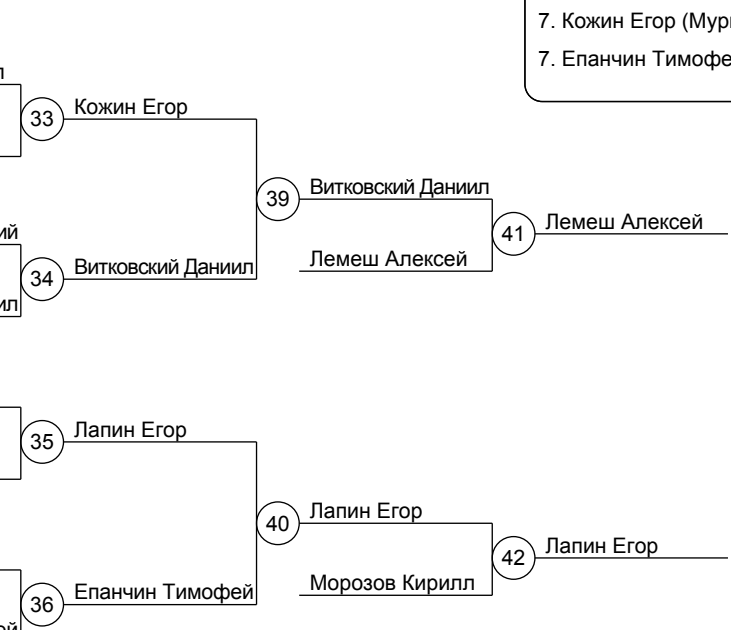 7. Кожин Егор
7. Епанчин
33 Кожин Егор
39 Витковский Даниил
41 Лемеш Алексей
Лемеш Алексей
34 Витковский Даниил
35 Лапин Егор
40 Лапин Егор
42 Лапин Егор
Морозов Кирилл
36 Епанчин Тимофей